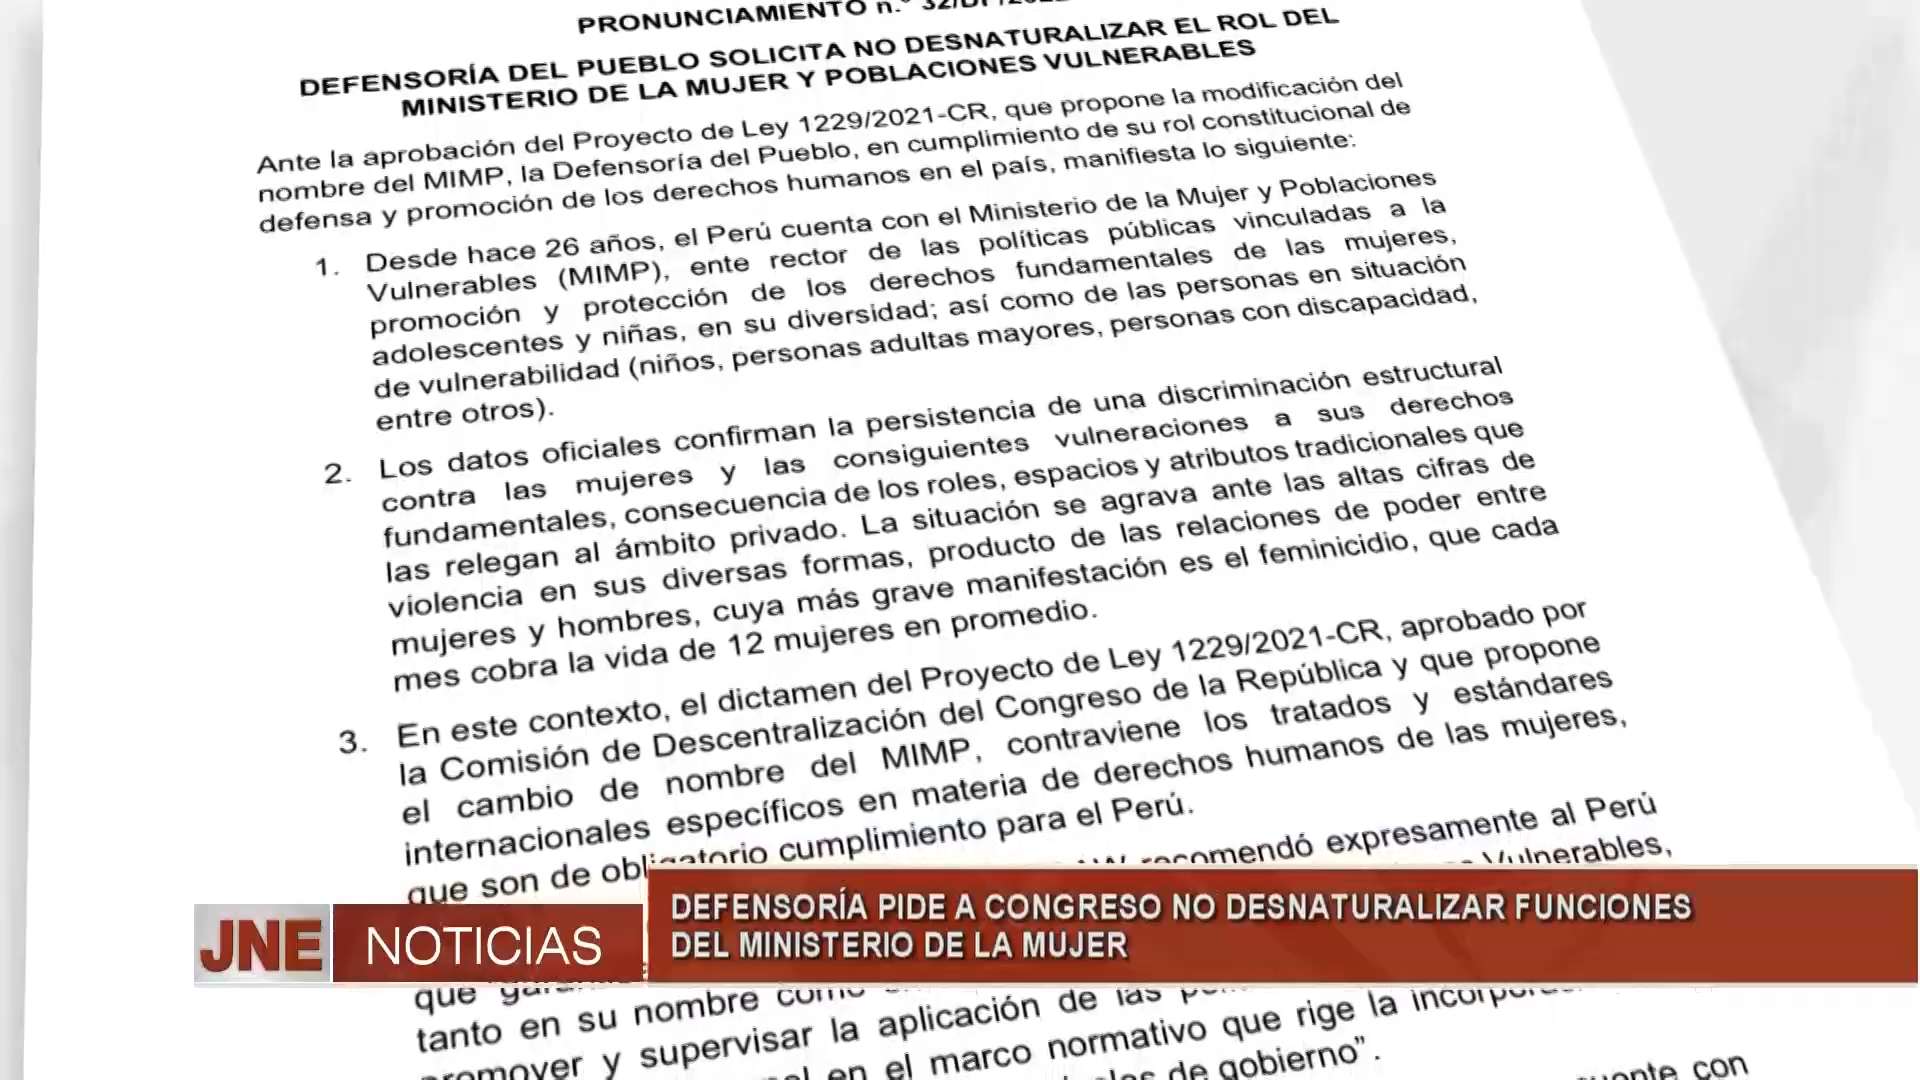 PRONUNCIAMIENTO n.°
DEFENSORÍA DEL PUEBLO SOLICITA NO DESNATURALIZAR EL ROL DEL
MINISTERIO DE LA MUJER Y POBLACIONES VULNERABLES
Ante la aprobación del Proyecto de Ley 1229/2021-CR, que propone la modificación del
nombre del MIMP, la Defensoría del Pueblo, en cumplimiento de su rol constitucional de
defensa y promoción de los derechos humanos en el país, manifiesta lo siguiente:
1. Desde hace 26 años, el Perú cuenta con el Ministerio de la Mujer y Poblaciones
Vulnerables (MIMP), ente rector de las políticas públicas vinculadas a la
promoción y protección de los derechos fundamentales de las mujeres,
adolescentes y niñas, en su diversidad; así como de las personas en situación
de vulnerabilidad (niños, personas adultas mayores, personas con discapacidad,
entre otros).
2. Los datos oficiales confirman la persistencia de una discriminación estructural
contra las mujeres y las consiguientes vulneraciones a sus derechos
fundamentales, consecuencia de los roles, espacios y atributos tradicionales que
las relegan al ámbito privado. La situación se agrava ante las altas cifras de
violencia en sus diversas formas, producto de las relaciones de poder entre
mujeres y hombres, cuya más grave manifestación es el feminicidio, que cada
mes cobra la vida de 12 mujeres en promedio.
3. En este contexto, el dictamen del Proyecto de Ley 1229/2021-CR, aprobado por
la Comisión de Descentralización del Congreso de la República y que propone
el cambio de nombre del MIMP, contraviene los tratados y estándares
internacionales específicos en materia de derechos humanos de las mujeres,
que son de obligatorio cumplimiento para el Perú.
recomendó expresamente al Perú
Vulnerables,
JNE NOTICIAS
DEFENSORÍA PIDE A CONGRESO NO DESNATURALIZAR FUNCIONES
DEL MINISTERIO DE LA MUJER
que
tanto en su nombre como
promover y supervisar la aplicación de las
en el marco normativo que rige la
de gobierno".
con